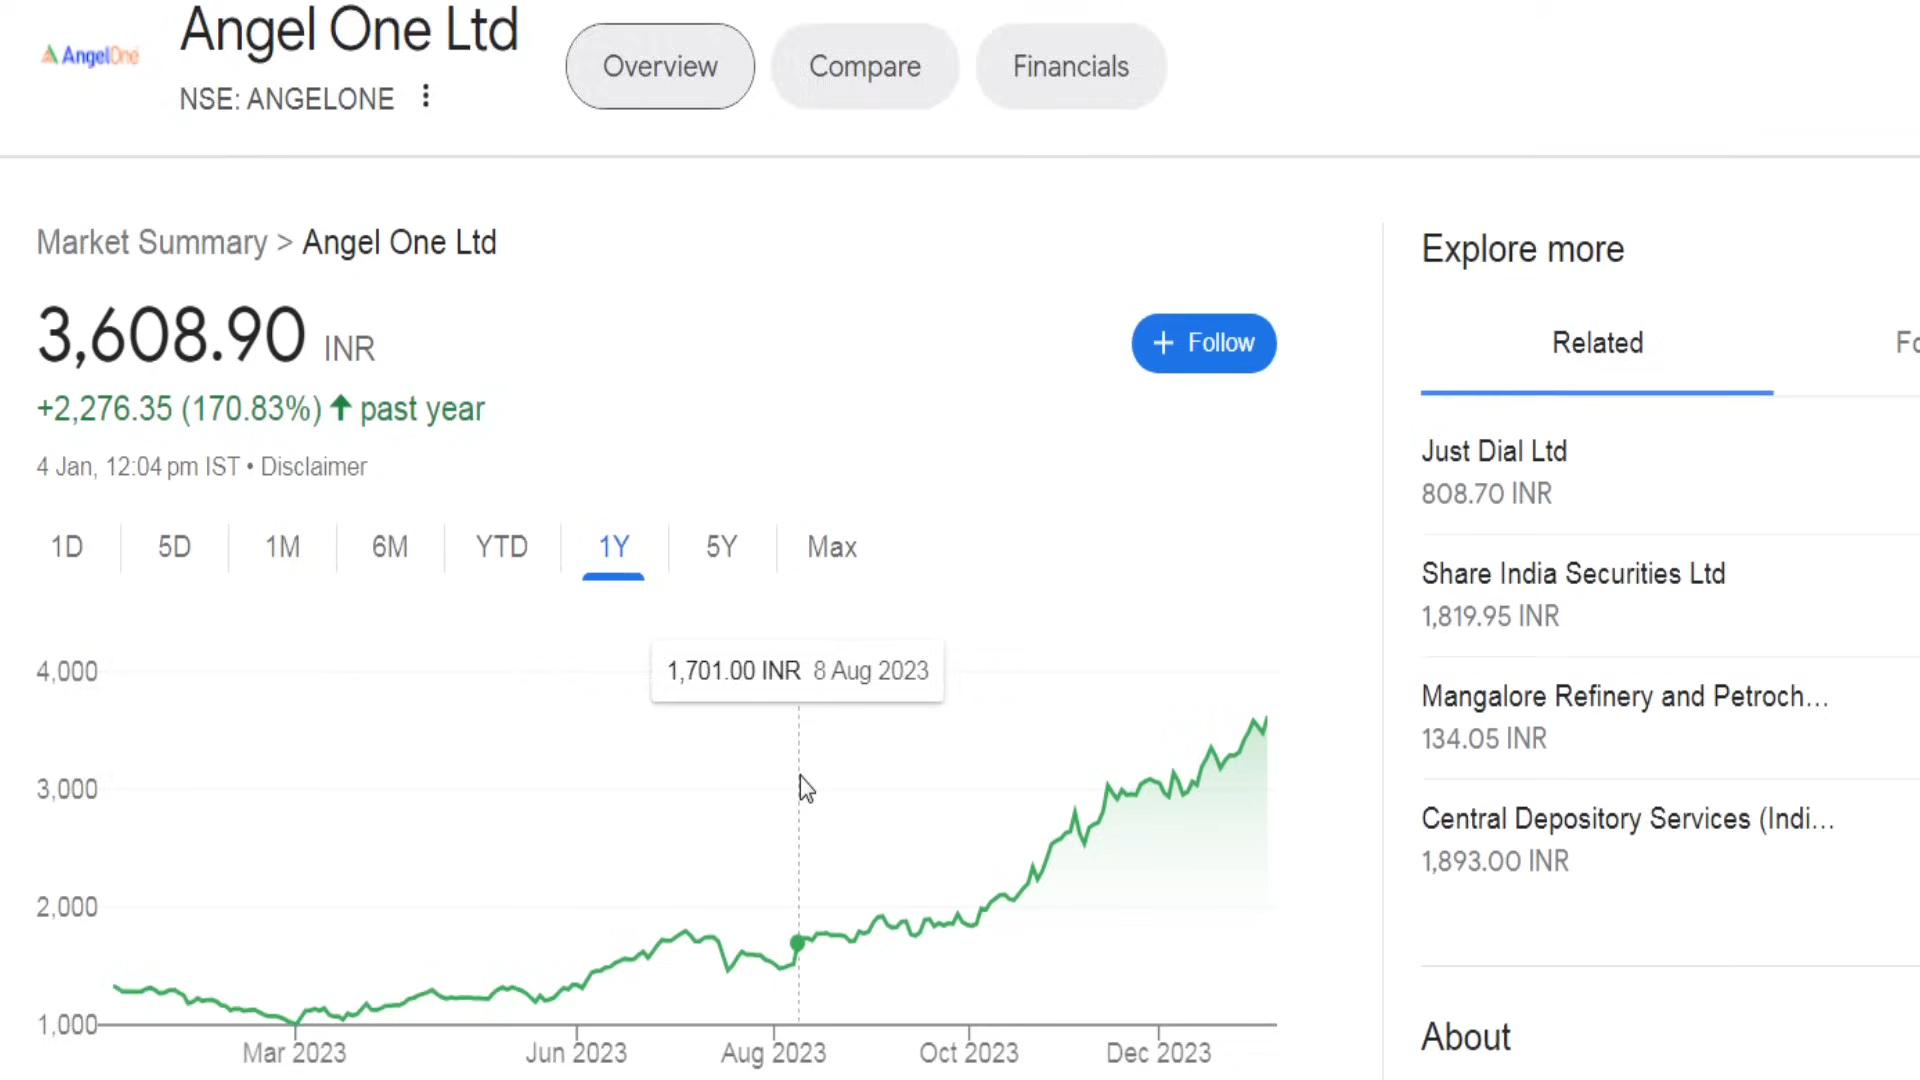 AngelOne
Angel One Ltd
NSE: ANGELONE
Overview
Compare
Financials
Market Summary > Angel One Ltd
3,608.90 INR
+ Follow
+2,276.35 (170.83%) ↑ past year
4 Jan, 12:04 pm IST • Disclaimer
1D 5D 1M 6M YTD 1Y 5Y Max
1,701.00 INR 8 Aug 2023
4,000
3,000
2,000
1,000
Mar 2023 Jun 2023 Aug 2023 Oct 2023 Dec 2023
Explore more
Related
Just Dial Ltd
808.70 INR
Share India Securities Ltd
1,819.95 INR
Mangalore Refinery and Petroch...
134.05 INR
Central Depository Services (Indi...
1,893.00 INR
About